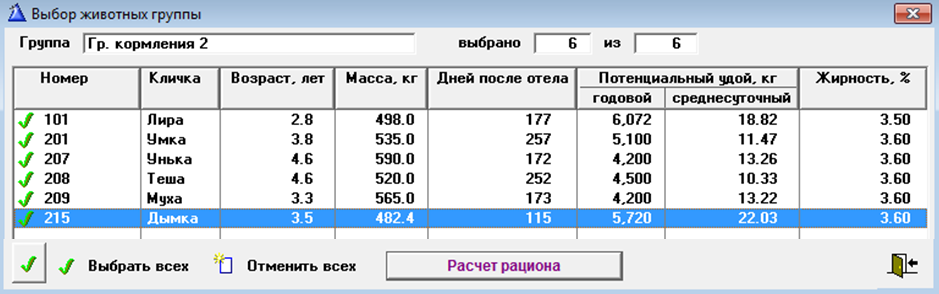 Выбор животных группы
Группа Гр. кормления 2 выбрано 6 из 6
Номер Кличка Возраст, лет Масса, кг Дней после отела Потенциальный удой, кг Жирность, %
годовой среднесуточный
101 Лира 2.8 498.0 177 6,072 18.82 3.50
201 Умка 3.8 535.0 257 5,100 11.47 3.60
207 Унька 4.6 590.0 172 4,200 13.26 3.60
208 Теша 4.6 520.0 252 4,500 10.33 3.60
209 Муха 3.3 565.0 173 4,200 13.22 3.60
215 Дымка 3.5 482.4 115 5,720 22.03 3.60
Выбрать всех Отменить всех Расчет рациона